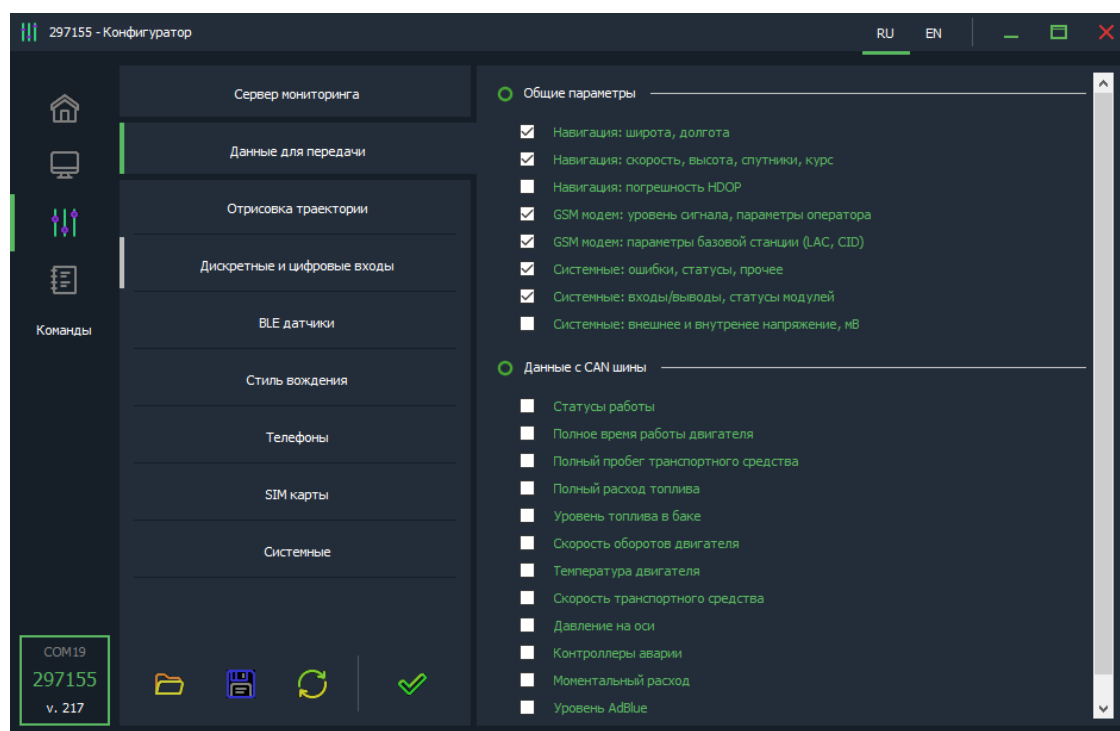 297155 - Конфигуратор
RU
EN
Команды
COM19
297155
v. 217
Сервер мониторинга
Данные для передачи
Отрисовка траектории
Дискретные и цифровые входы
BLE датчики
Стиль вождения
Телефоны
SIM карты
Системные
Общие параметры
Навигация: широта, долгота
Навигация: скорость, высота, спутники, курс
Навигация: погрешность HDOP
GSM модем: уровень сигнала, параметры оператора
GSM модем: параметры базовой станции (LAC, CID)
Системные: ошибки, статусы, прочее
Системные: входы/выводы, статусы модулей
Системные: внешнее и внутренее напряжение, мВ
Данные с CAN шины
Статусы работы
Полное время работы двигателя
Полный пробег транспортного средства
Полный расход топлива
Уровень топлива в баке
Скорость оборотов двигателя
Температура двигателя
Скорость транспортного средства
Давление на оси
Контроллеры аварии
Моментальный расход
Уровень AdBlue